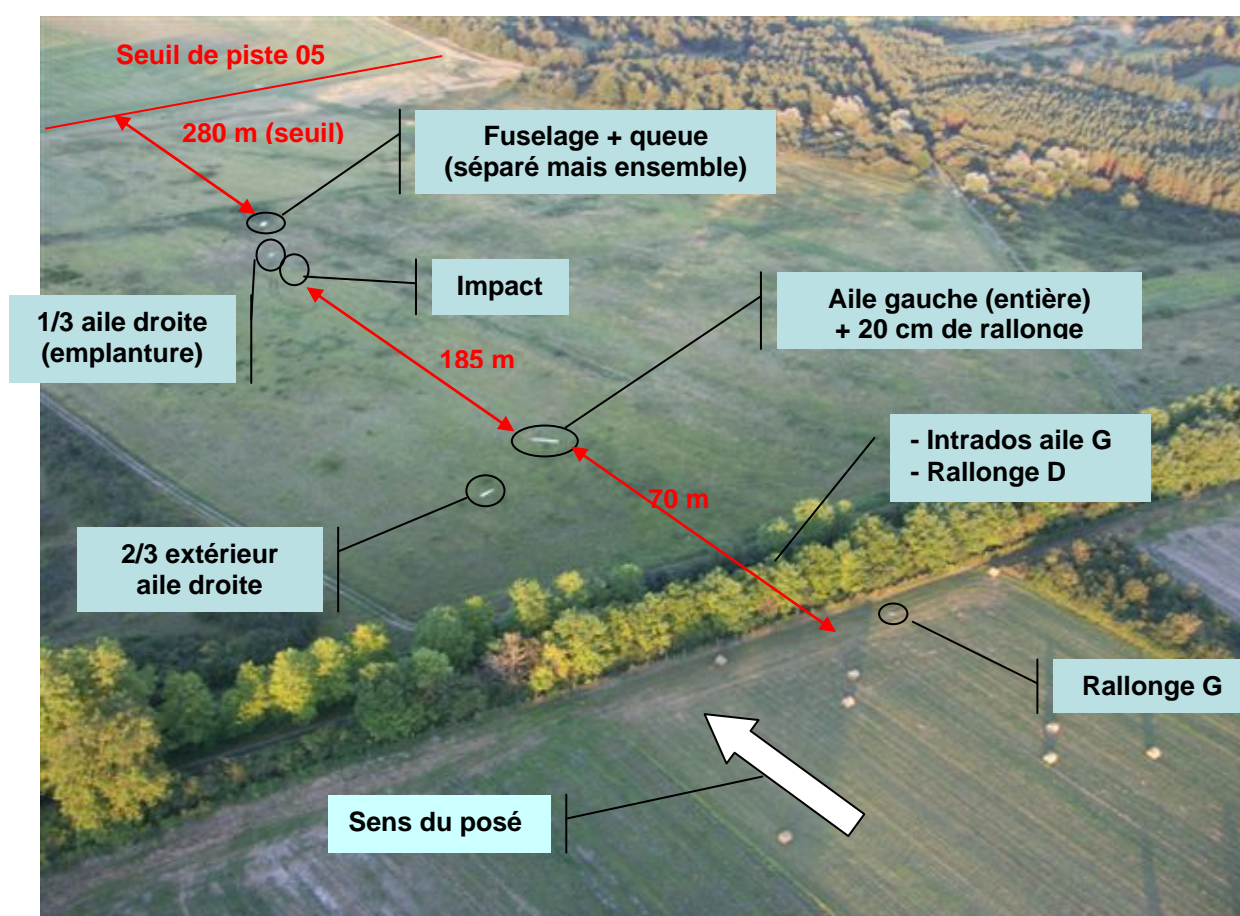 Seuil de piste 05
280 m (seuil)
Fuselage + queue
(séparé mais ensemble)
Impact
1/3 aile droite
(emplanture)
Aile gauche (entière)
+ 20 cm de rallonge
185 m
- Intrados aile G
- Rallonge D
70 m
2/3 extérieur
aile droite
Rallonge G
Sens du posé